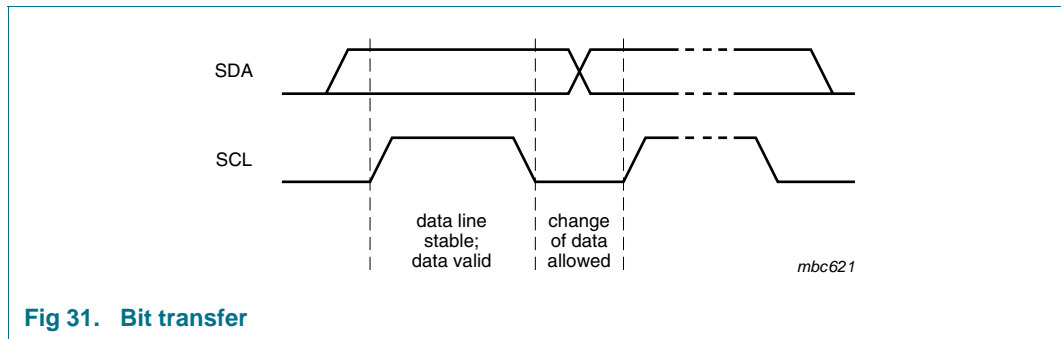 SDA
SCL
data line
stable;
data valid
change
of data
allowed
mbc621
Fig 31. Bit transfer